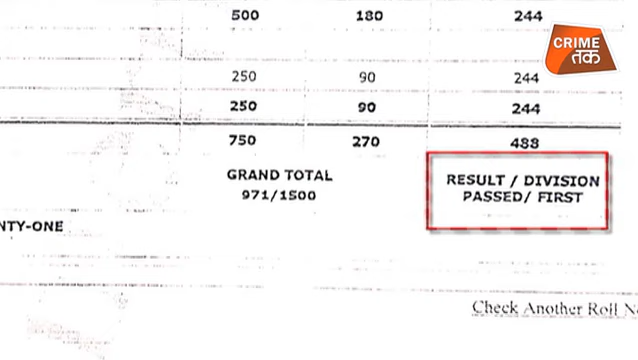 500 180 244
CRIME
तक
250 90 244
250 90 244
750 270 488
GRAND TOTAL
971/1500
RESULT / DIVISION
PASSED/ FIRST
NTY-ONE
Check Another Roll No